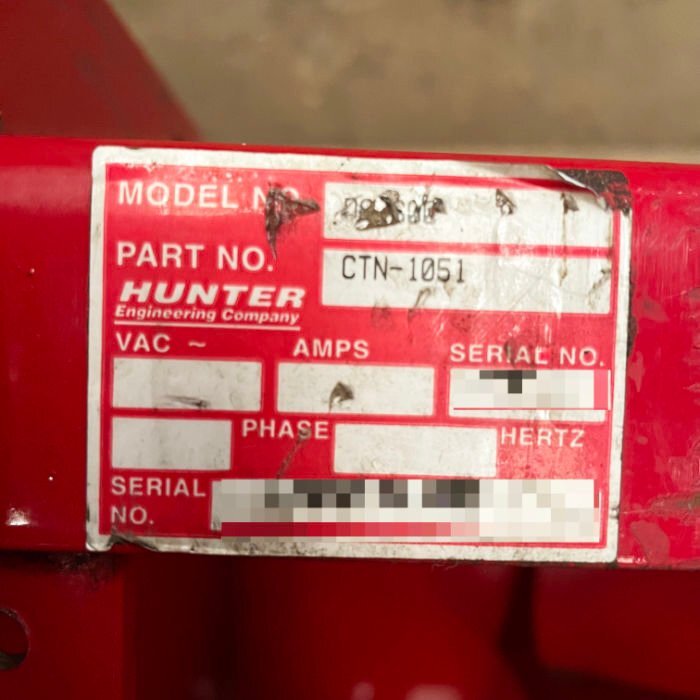 MODEL NO.
PART NO. CTN-1051
HUNTER
Engineering Company
VAC ~ AMPS SERIAL NO.
PHASE HERTZ
SERIAL
NO.